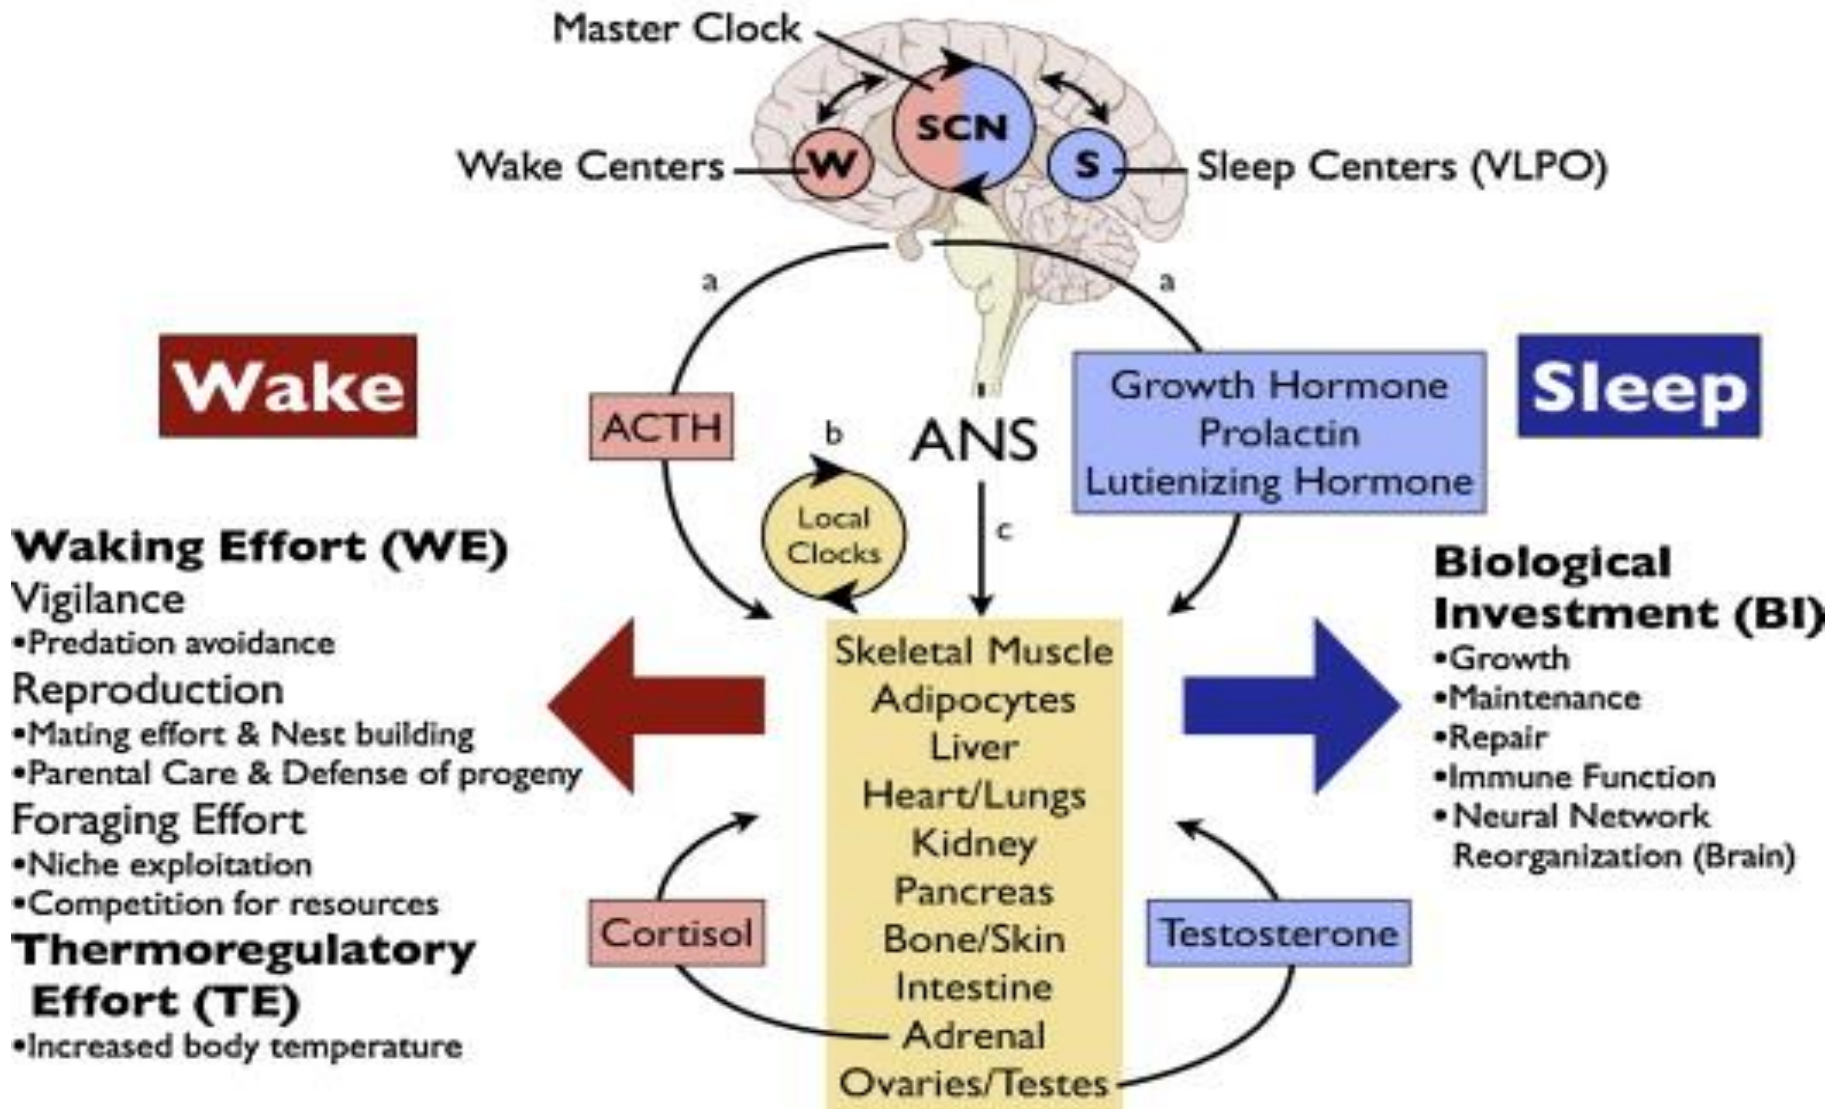 Master Clock
SCN
W
S
Wake Centers
Sleep Centers (VLPO)
a
a
Wake
Sleep
ACTH
Growth Hormone
Prolactin
Lutienizing Hormone
b
ANS
Local
Clocks
c
Waking Effort (WE)
Vigilance
•Predation avoidance
Reproduction
•Mating effort & Nest building
•Parental Care & Defense of progeny
Foraging Effort
•Niche exploitation
•Competition for resources
Thermoregulatory
Effort (TE)
•Increased body temperature
Skeletal Muscle
Adipocytes
Liver
Heart/Lungs
Kidney
Pancreas
Bone/Skin
Intestine
Adrenal
Ovaries/Testes
Cortisol
Testosterone
Biological
Investment (BI)
•Growth
•Maintenance
•Repair
•Immune Function
•Neural Network
Reorganization (Brain)